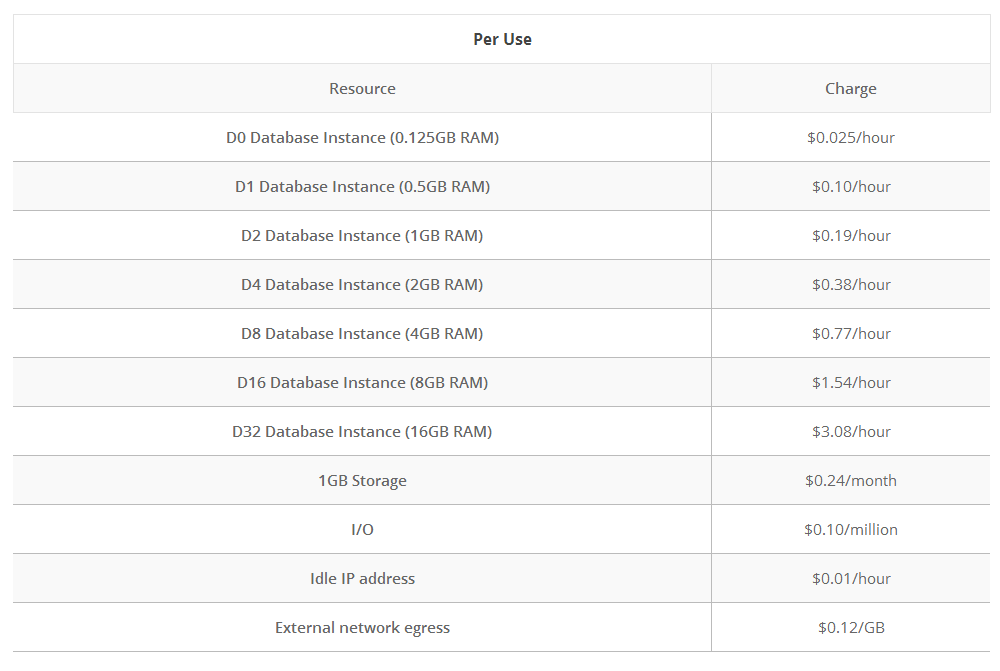 Per Use
Resource Charge
D0 Database Instance (0.125GB RAM) $0.025/hour
D1 Database Instance (0.5GB RAM) $0.10/hour
D2 Database Instance (1GB RAM) $0.19/hour
D4 Database Instance (2GB RAM) $0.38/hour
D8 Database Instance (4GB RAM) $0.77/hour
D16 Database Instance (8GB RAM) $1.54/hour
D32 Database Instance (16GB RAM) $3.08/hour
1GB Storage $0.24/month
I/O $0.10/million
Idle IP address $0.01/hour
External network egress $0.12/GB